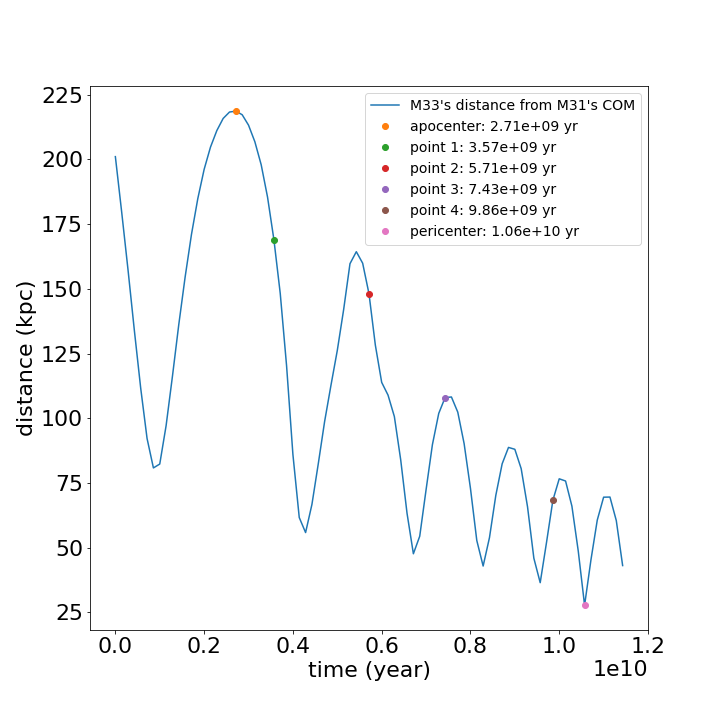 M33's distance from M31's COM
apocenter: 2.71e+09 yr
point 1: 3.57e+09 yr
point 2: 5.71e+09 yr
point 3: 7.43e+09 yr
point 4: 9.86e+09 yr
pericenter: 1.06e+10 yr
225
200
175
150
125
100
75
50
25
distance (kpc)
0.0 0.2 0.4 0.6 0.8 1.0 1.2
1e10
time (year)